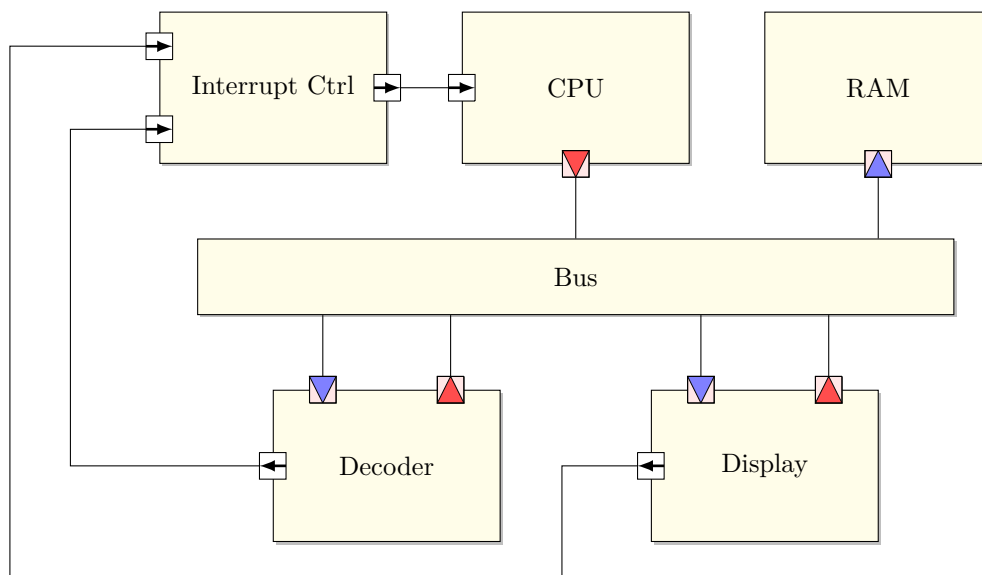 Interrupt Ctrl
CPU
RAM
Bus
Decoder
Display